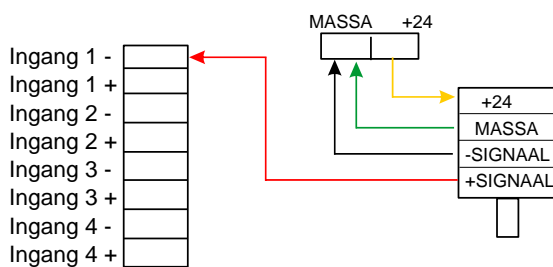 MASSA +24
Ingang 1 -
Ingang 1 +
Ingang 2 -
Ingang 2 +
Ingang 3 -
Ingang 3 +
Ingang 4 -
Ingang 4 +
+24
MASSA
-SIGNAAL
+SIGNAAL